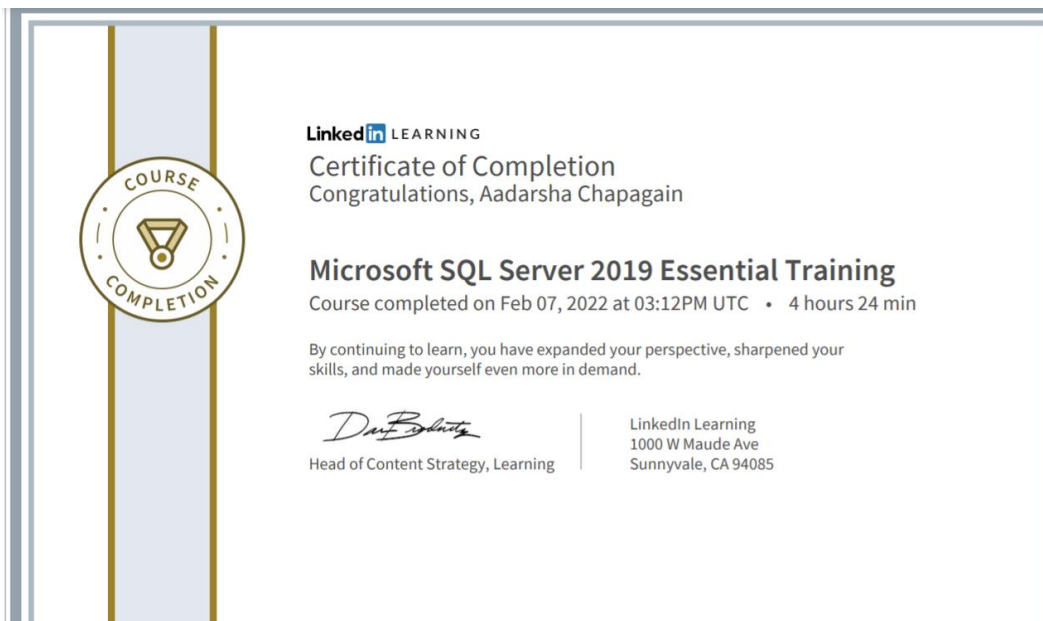 LinkedIn LEARNING
Certificate of Completion
Congratulations, Aadarsha Chapagain
COURSE
COMPLETION
Microsoft SQL Server 2019 Essential Training
Course completed on Feb 07, 2022 at 03:12PM UTC • 4 hours 24 min
By continuing to learn, you have expanded your perspective, sharpened your
skills, and made yourself even more in demand.
Head of Content Strategy, Learning
LinkedIn Learning
1000 W Maude Ave
Sunnyvale, CA 94085